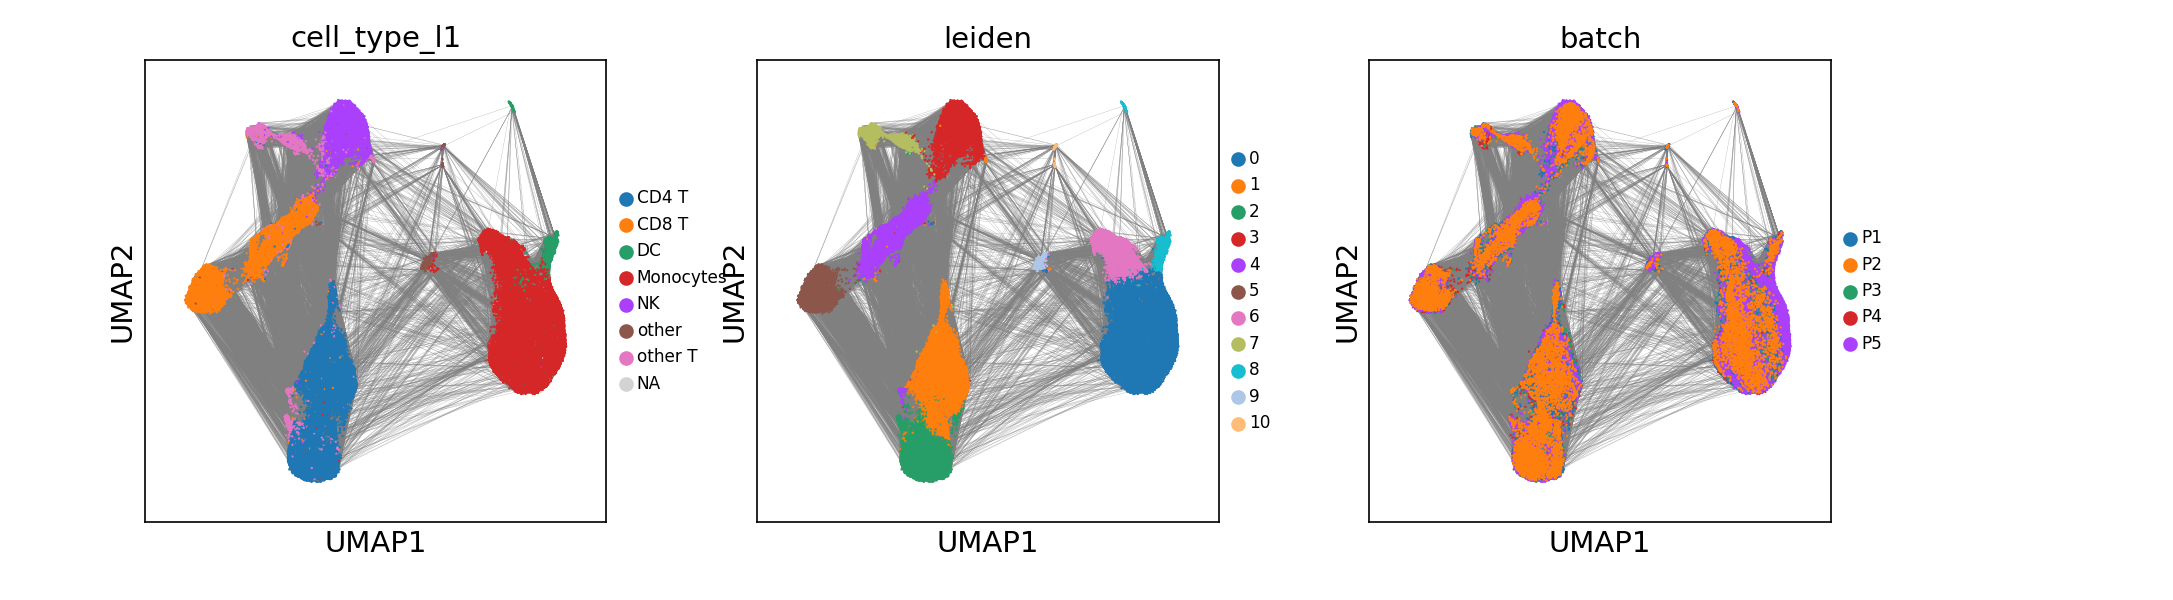 cell_type_l1
UMAP2
UMAP1
CD4 T
CD8 T
DC
Monocytes
NK
other
other T
NA
leiden
UMAP2
UMAP1
0
1
2
3
4
5
6
7
8
9
10
batch
UMAP2
UMAP1
P1
P2
P3
P4
P5